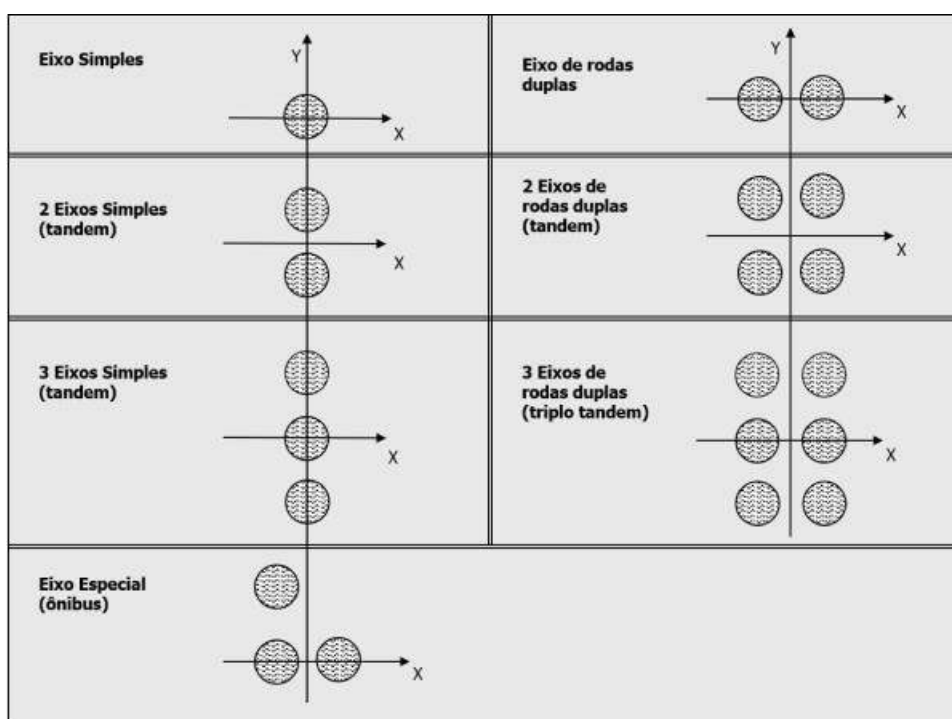 Eixo Simples
Y
X
Eixo de rodas
duplas
Y
X
2 Eixos Simples
(tandem)
X
2 Eixos de
rodas duplas
(tandem)
X
3 Eixos Simples
(tandem)
X
3 Eixos de
rodas duplas
(triplo tandem)
X
Eixo Especial
(ônibus)
X